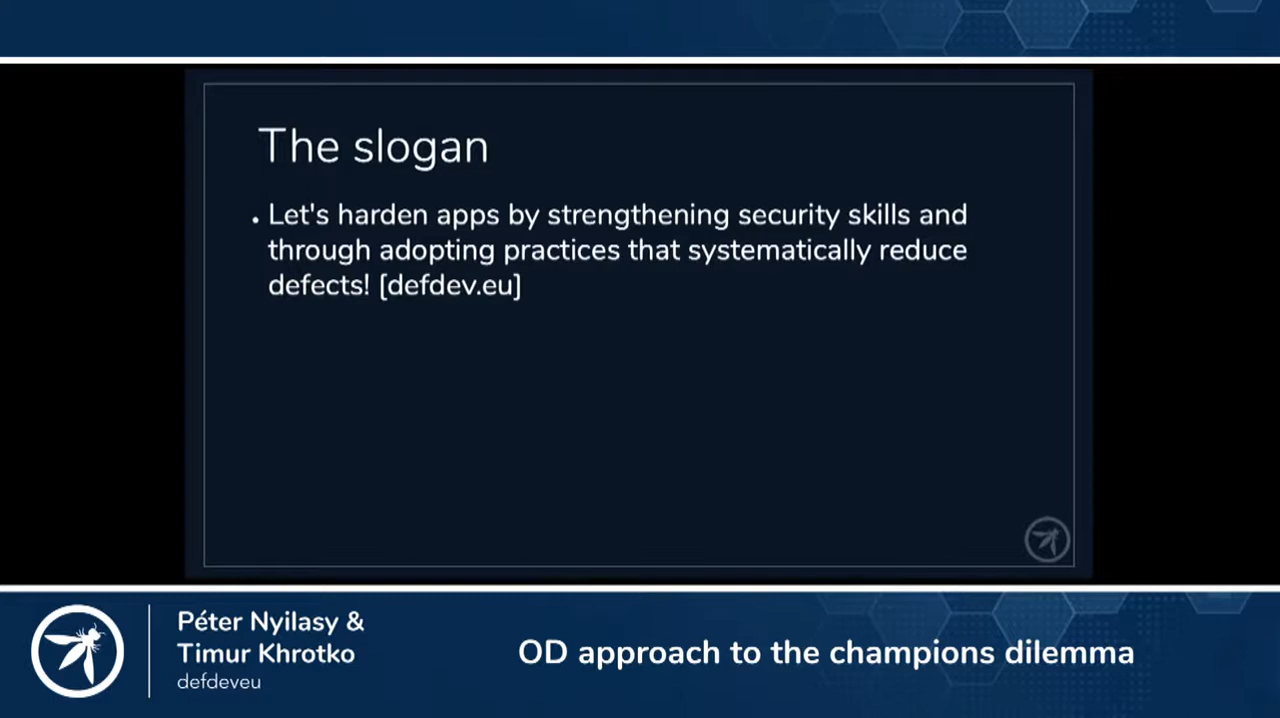 The slogan
• Let's harden apps by strengthening security skills and
through adopting practices that systematically reduce
defects! [defdev.eu]
Péter Nyilasy &
Timur Khrotko
defdeveu
OD approach to the champions dilemma